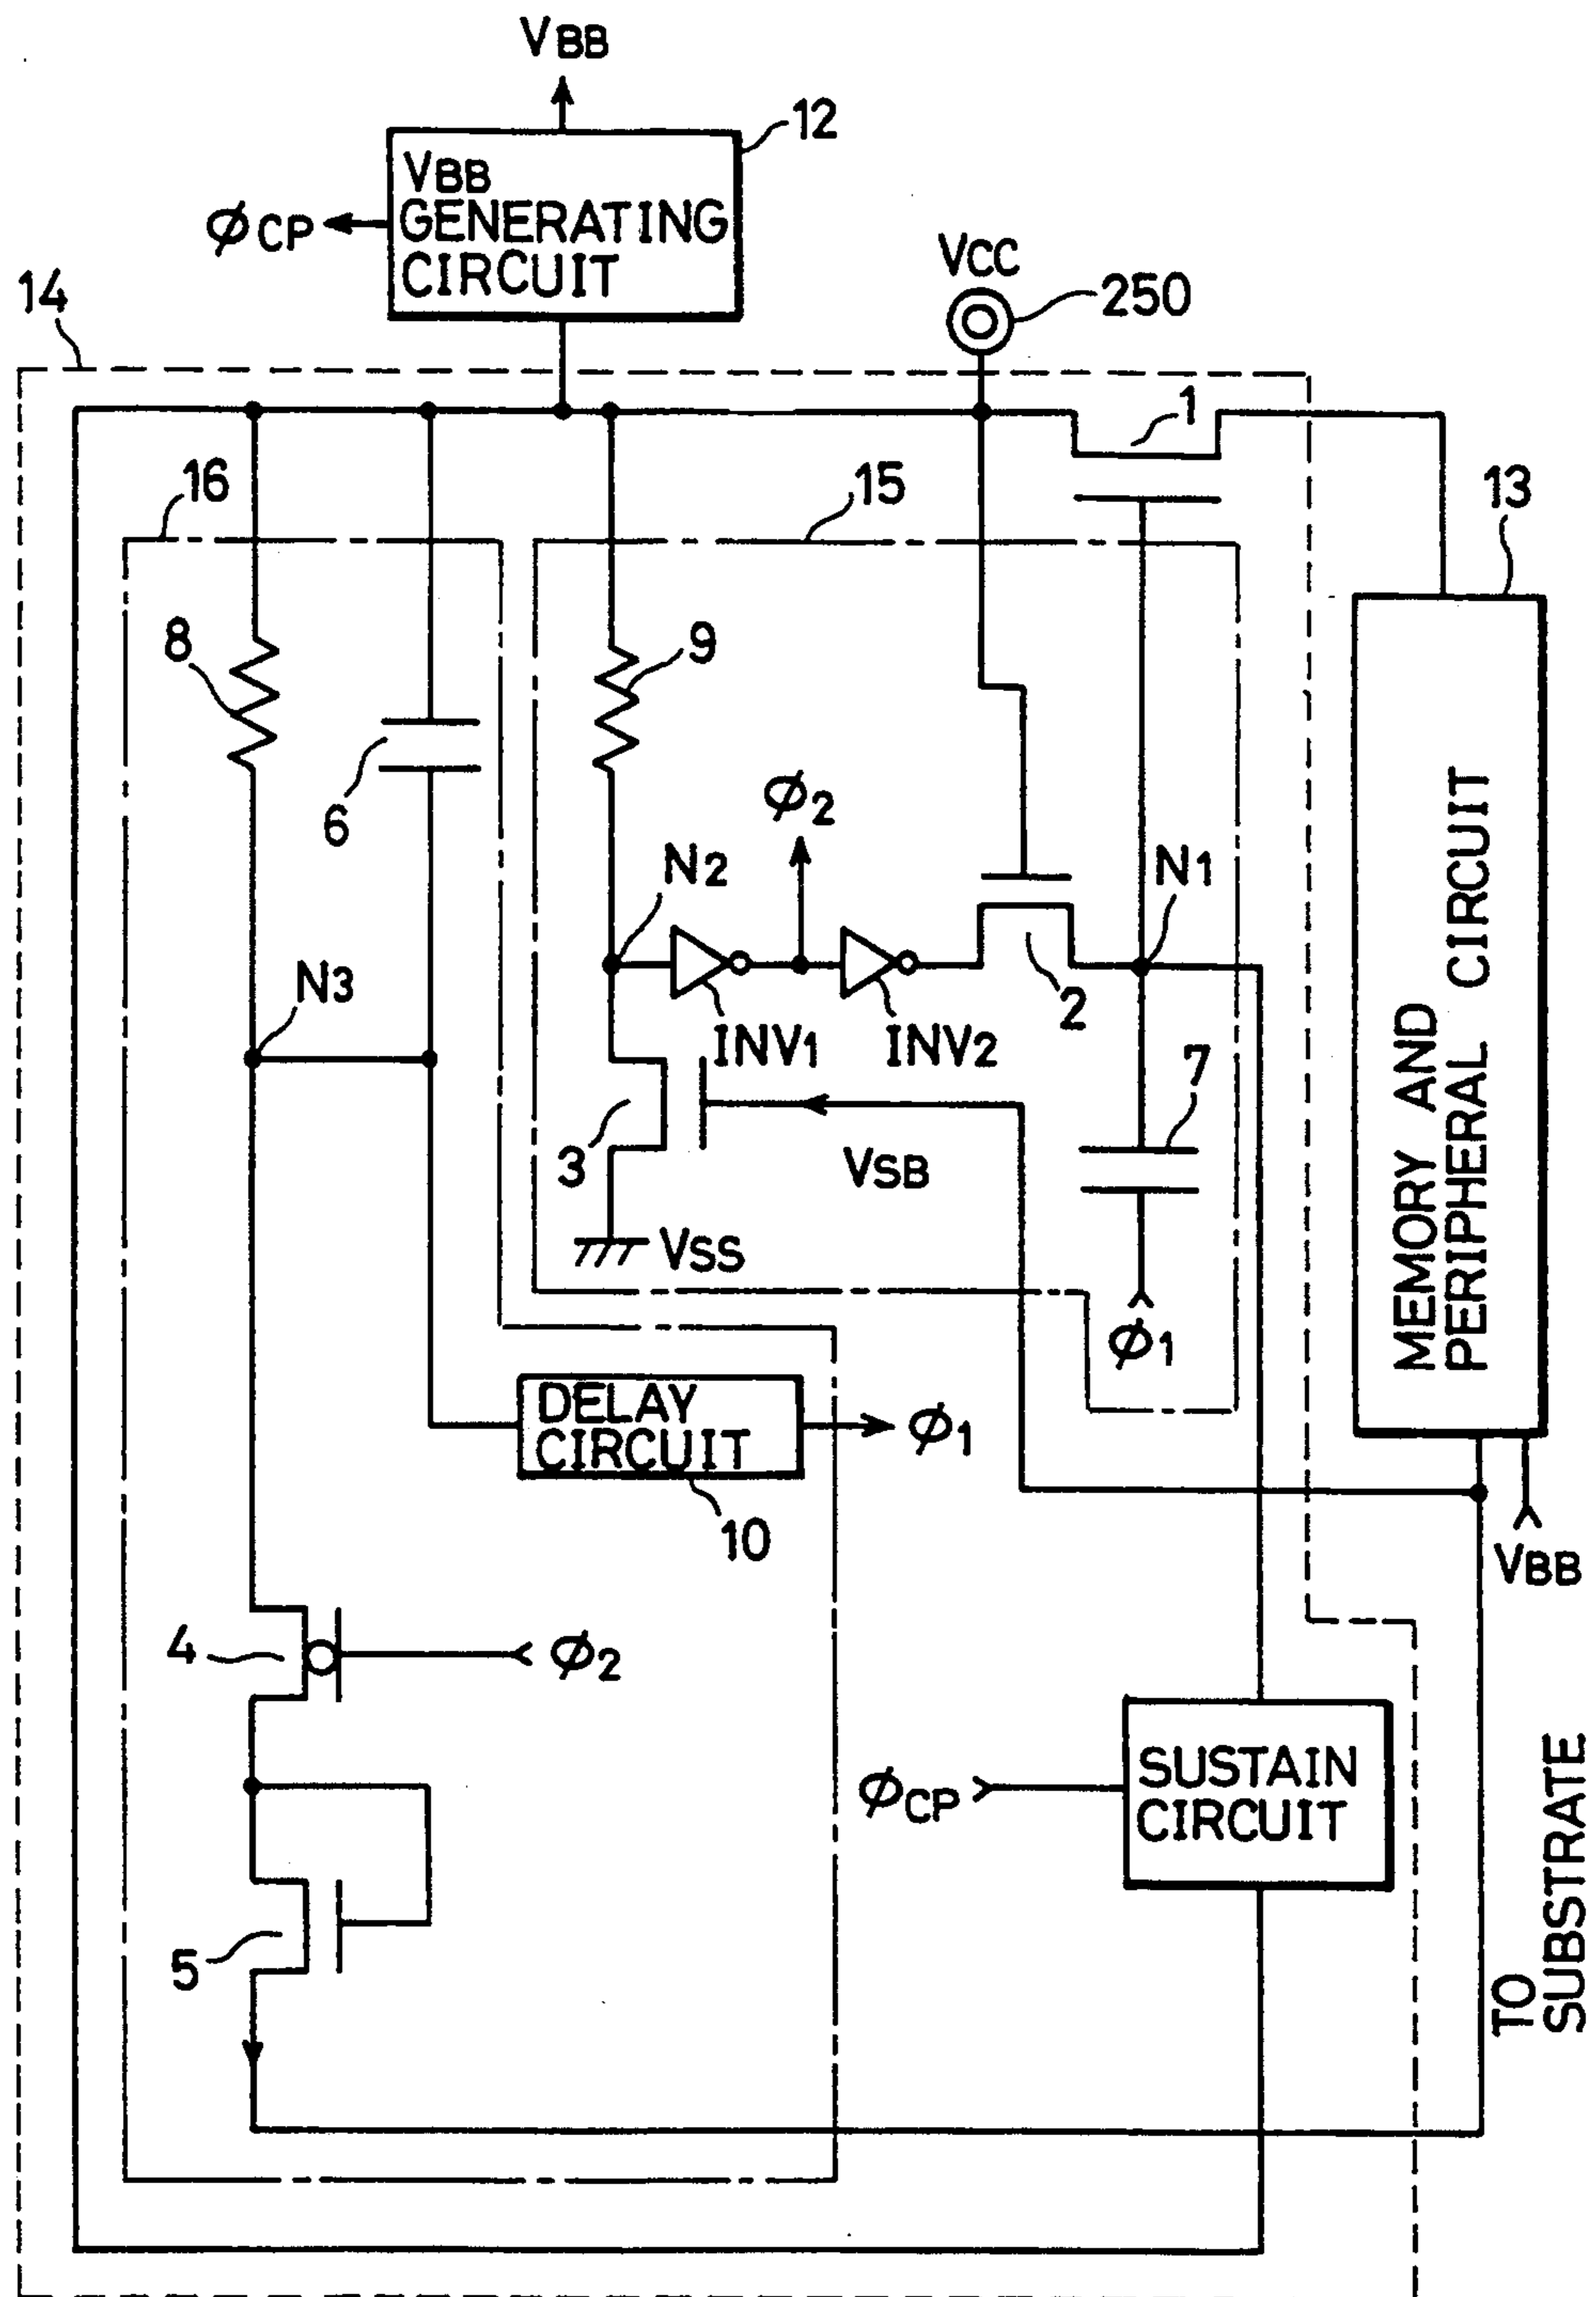 VBB
12
VBB
GENERATING
CIRCUIT
φCP
VCC
250
14
1
16
15
13
8
9
6
φ2
N2
N1
N3
INV1
INV2
2
7
3
VSB
VSS
φ1
MEMORY AND
PERIPHERAL CIRCUIT
DELAY
CIRCUIT
φ1
10
VBB
4
φ2
SUSTAIN
CIRCUIT
φCP
5
TO
SUBSTRATE